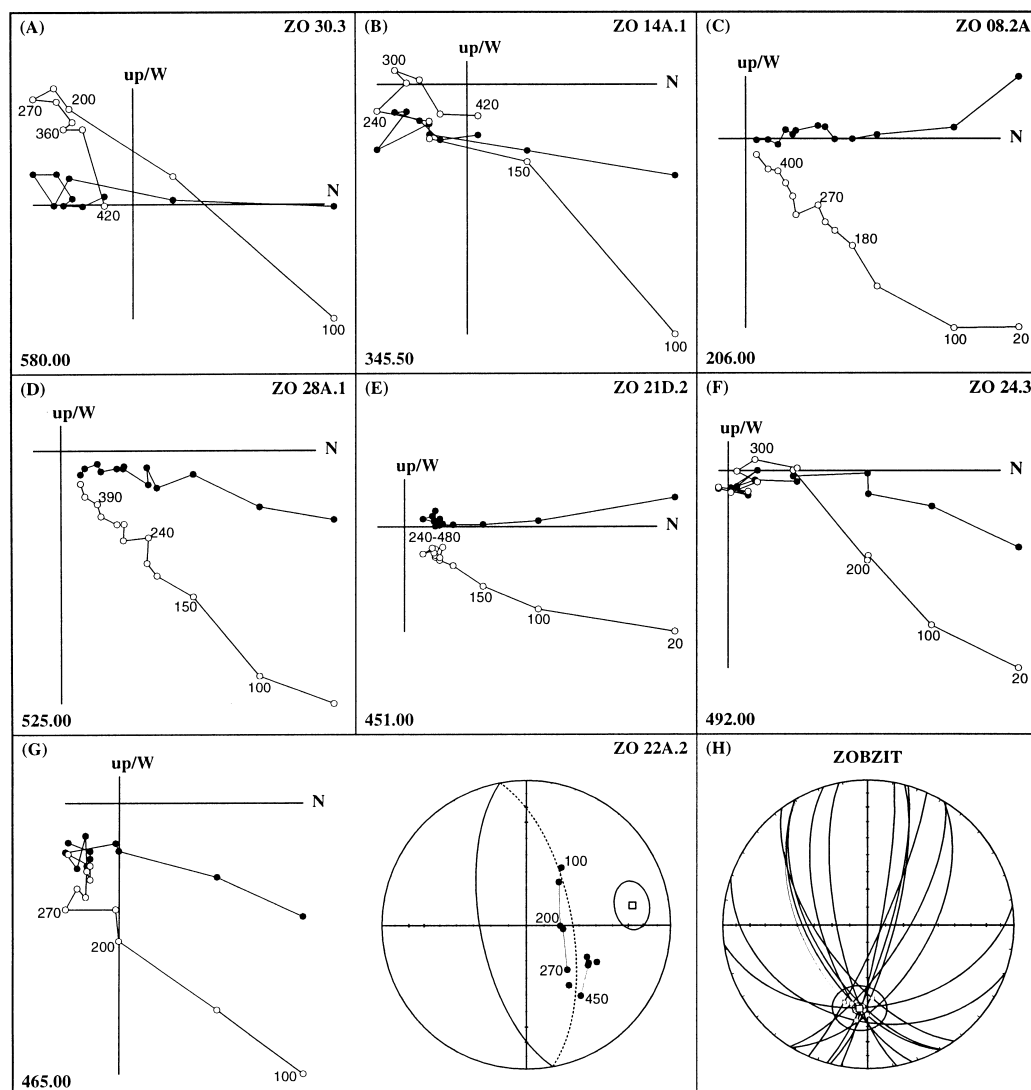 (A) ZO 30.3
up/W
200
270
360
N
420
100
580.00
(B) ZO 14A.1
up/W
300
N
240
420
150
100
345.50
(C) ZO 08.2A
up/W
N
400
270
180
100 20
206.00
(D) ZO 28A.1
up/W
N
390
240
150
100
525.00
(E) ZO 21D.2
up/W
N
240-480
150
100
20
451.00
(F) ZO 24.3
up/W
300
N
200
100
20
492.00
(G) ZO 22A.2
up/W
N
270
200
100
465.00
100
200
270
450
(H) ZOBZIT